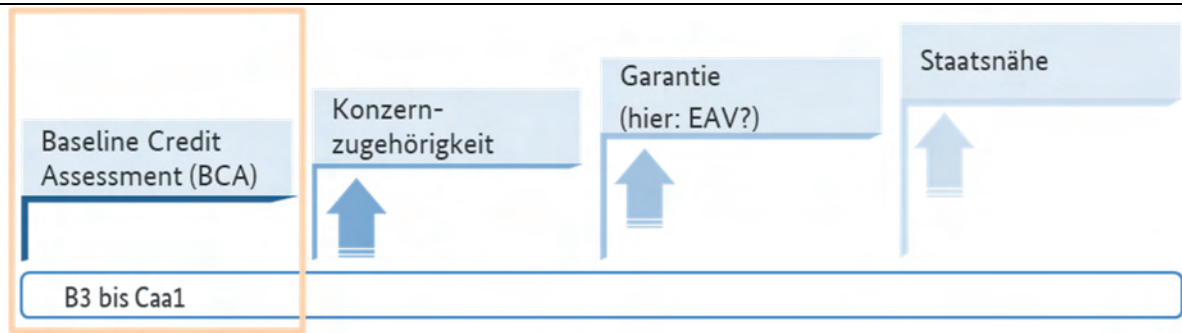 Baseline Credit
Assessment (BCA)
Konzern-
zugehörigkeit
Garantie
(hier: EAV?)
Staatsnähe
B3 bis Caa1